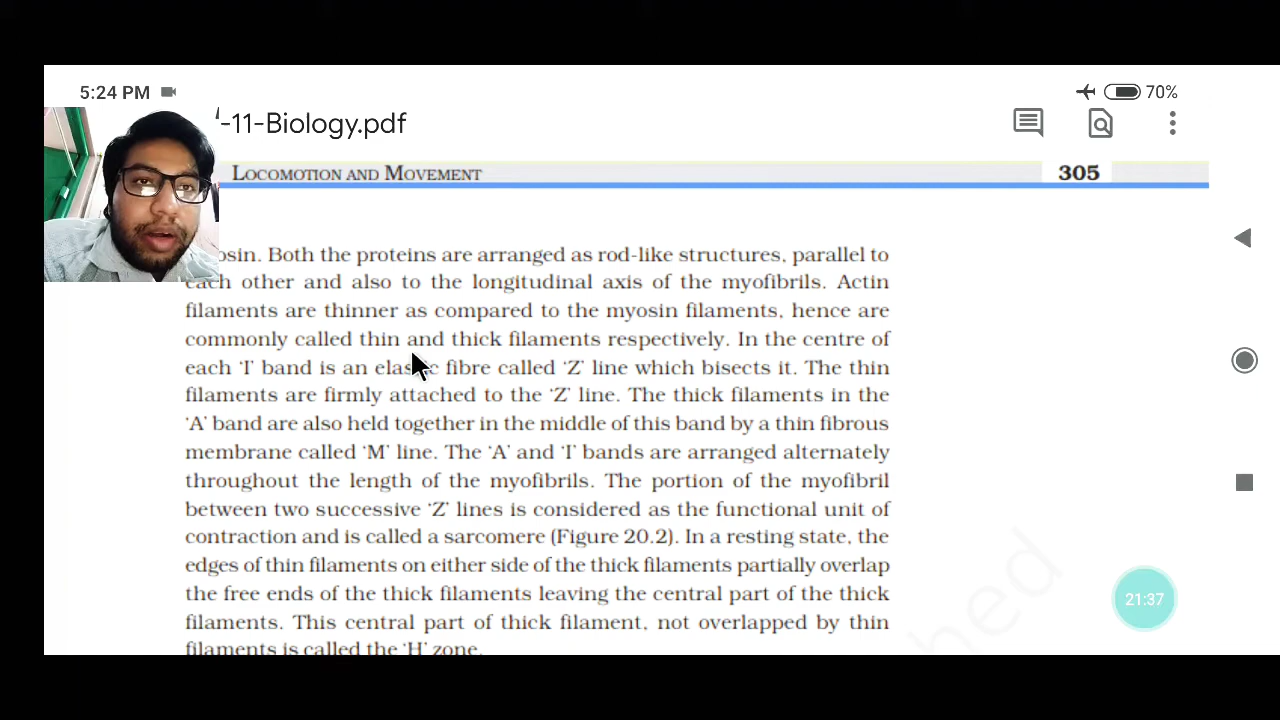 5:24 PM 70%
-11-Biology.pdf
LOCOMOTION AND MOVEMENT 305
osin. Both the proteins are arranged as rod-like structures, parallel to
each other and also to the longitudinal axis of the myofibrils. Actin
filaments are thinner as compared to the myosin filaments, hence are
commonly called thin and thick filaments respectively. In the centre of
each ‘I’ band is an elastic fibre called ‘Z’ line which bisects it. The thin
filaments are firmly attached to the ‘Z’ line. The thick filaments in the
‘A’ band are also held together in the middle of this band by a thin fibrous
membrane called ‘M’ line. The ‘A’ and ‘I’ bands are arranged alternately
throughout the length of the myofibrils. The portion of the myofibril
between two successive ‘Z’ lines is considered as the functional unit of
contraction and is called a sarcomere (Figure 20.2). In a resting state, the
edges of thin filaments on either side of the thick filaments partially overlap
the free ends of the thick filaments leaving the central part of the thick
filaments. This central part of thick filament, not overlapped by thin
filaments is called the ‘H’ zone.
hed
21:37